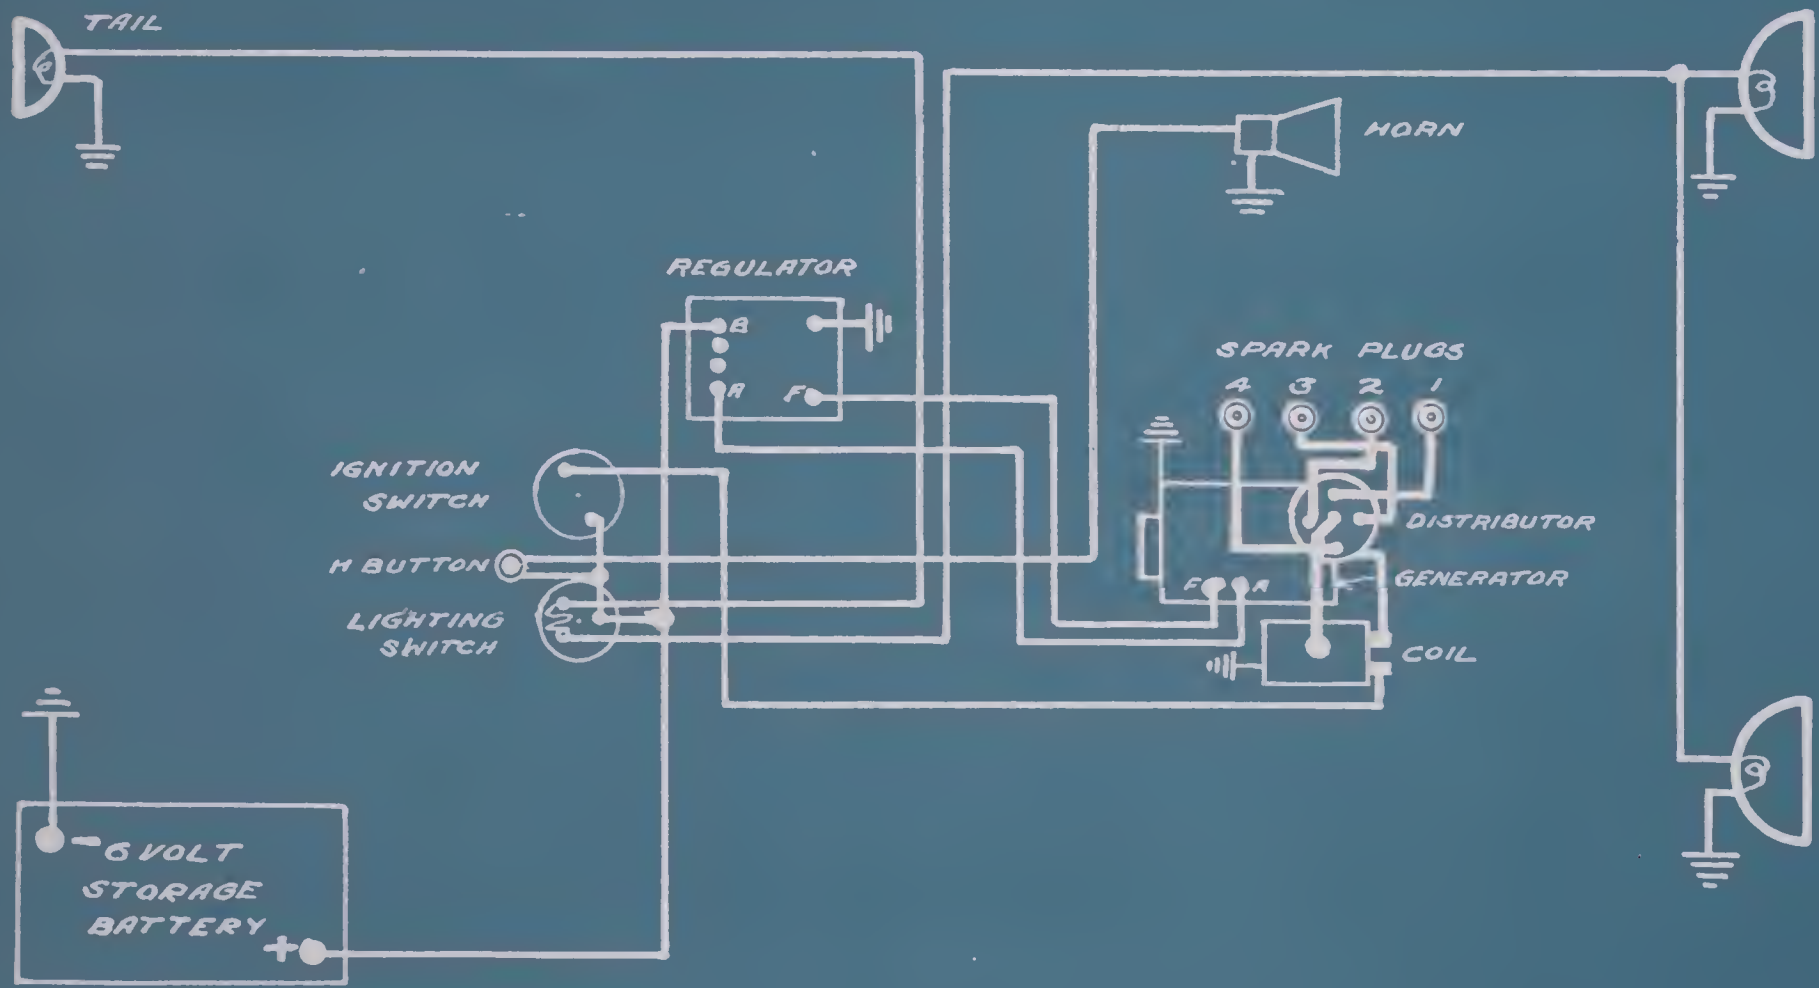 TAIL
HORN
REGULATOR
B
A
F
SPARK PLUGS
4 3 2 1
IGNITION
SWITCH
H BUTTON
LIGHTING
SWITCH
DISTRIBUTOR
GENERATOR
F A
COIL
- 6 VOLT
STORAGE
BATTERY
+